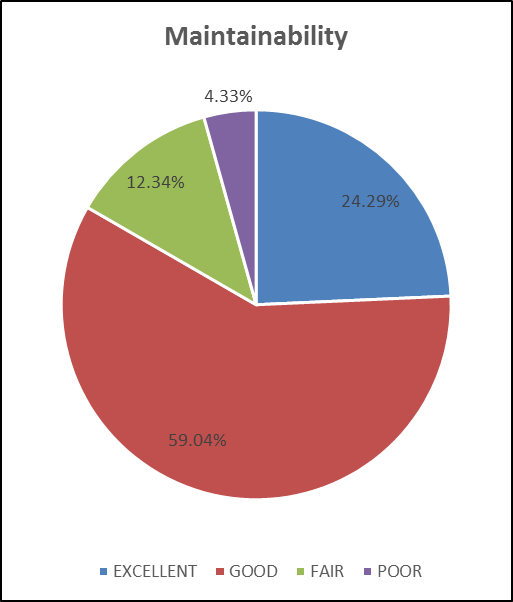 Maintainability
4.33%
12.34%
24.29%
59.04%
EXCELLENT GOOD FAIR POOR